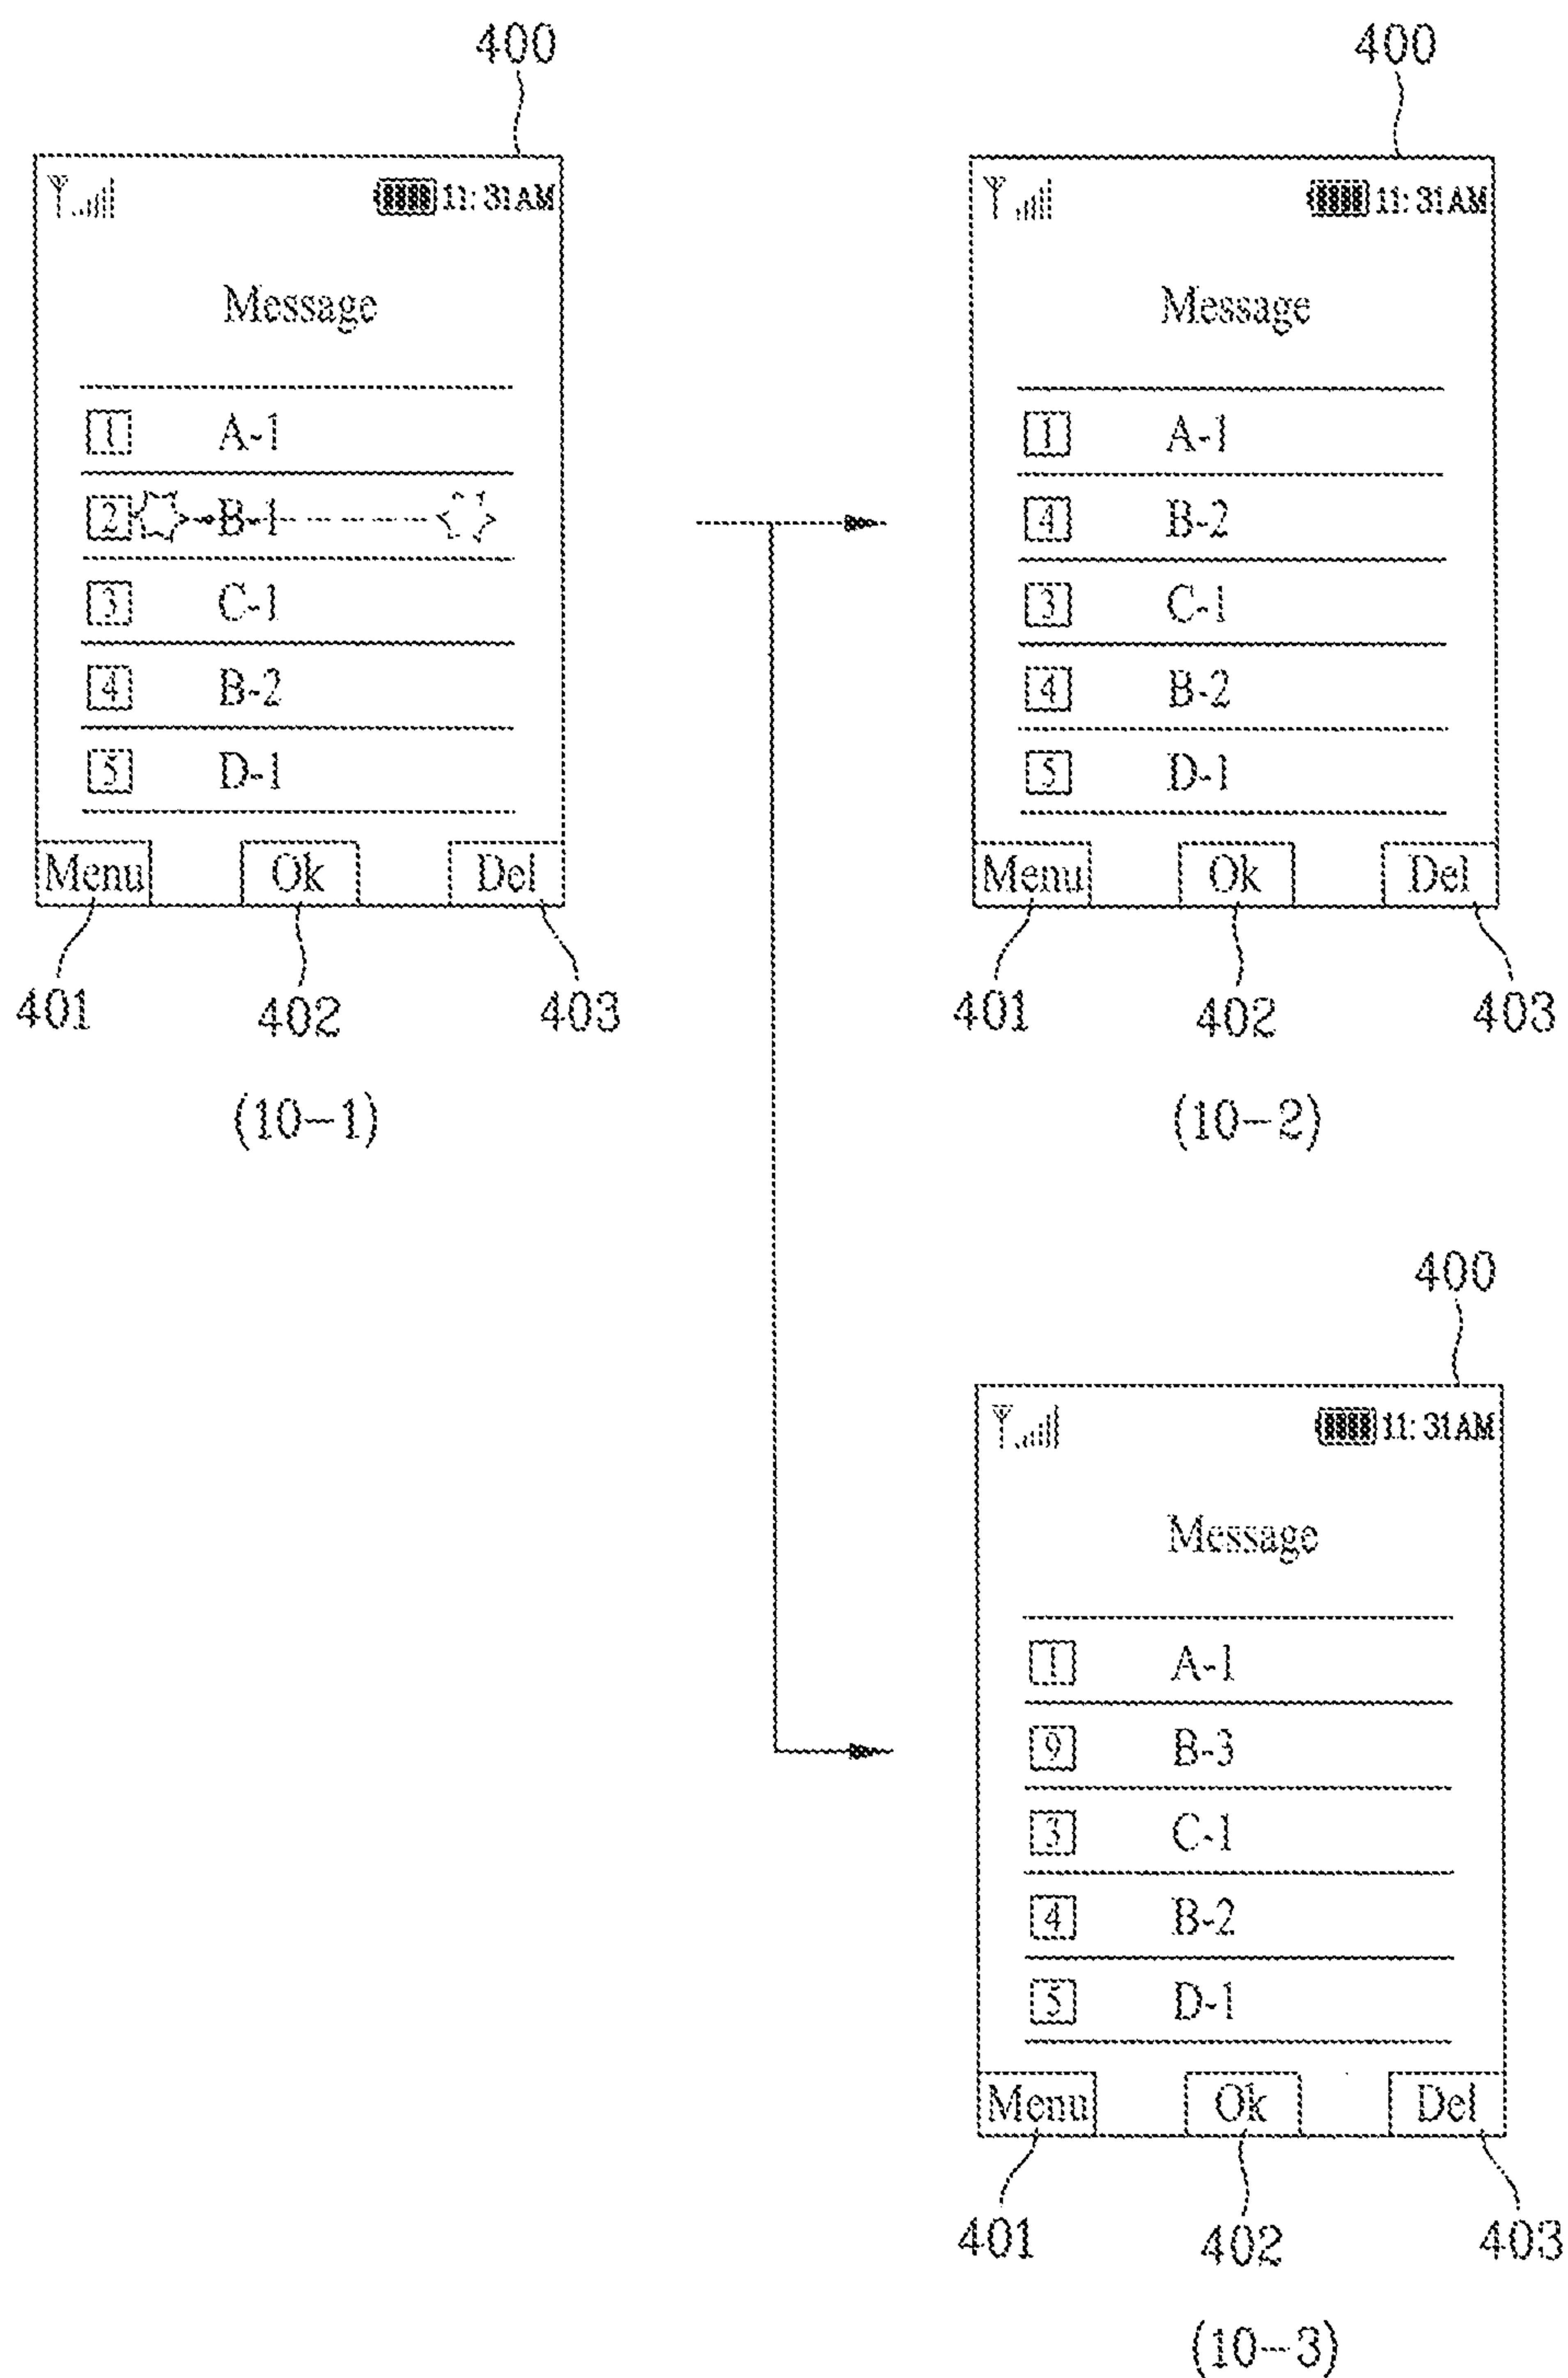 400
11:31AM
Message
1 A-1
2 B-1
3 C-1
4 B-2
5 D-1
Menu Ok Del
401 402 403
(10-1)
400
11:31AM
Message
1 A-1
4 B-2
3 C-1
4 B-2
5 D-1
Menu Ok Del
401 402 403
(10-2)
400
11:31AM
Message
1 A-1
9 B-3
3 C-1
4 B-2
5 D-1
Menu Ok Del
401 402 403
(10-3)